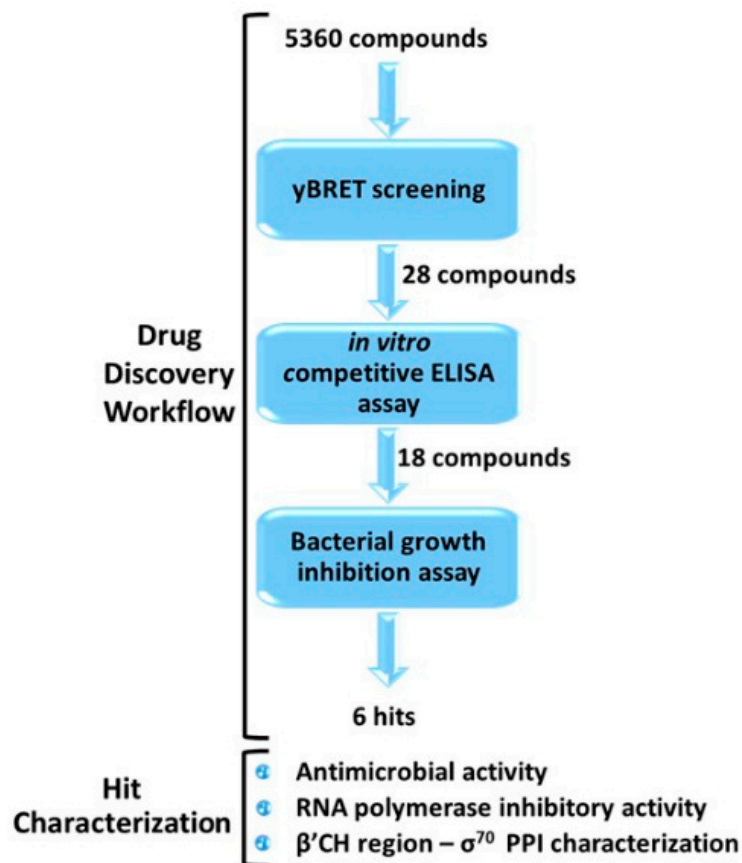 5360 compounds
yBRET screening
28 compounds
in vitro
competitive ELISA
assay
18 compounds
Bacterial growth
inhibition assay
6 hits
Drug
Discovery
Workflow
Hit
Characterization
Antimicrobial activity
RNA polymerase inhibitory activity
β’CH region – σ⁷⁰ PPI characterization